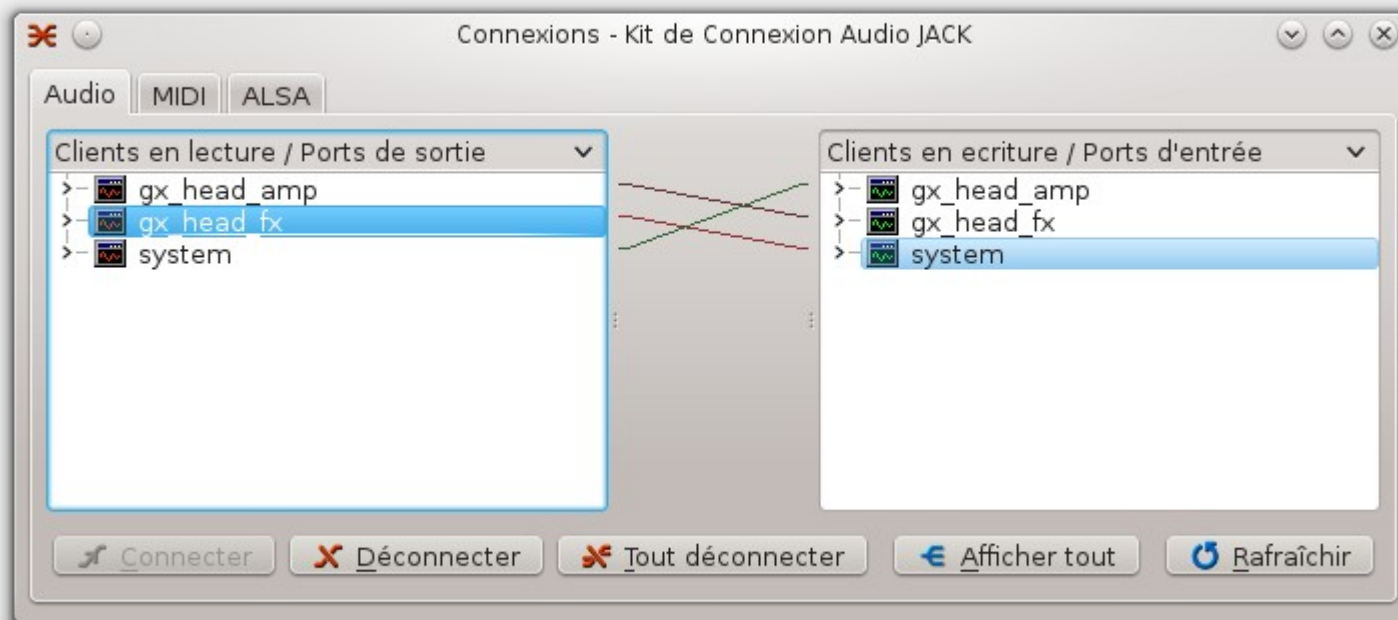 Connexions - Kit de Connexion Audio JACK
Audio MIDI ALSA
Clients en lecture / Ports de sortie
gx_head_amp
gx_head_fx
system
Clients en ecriture / Ports d'entrée
gx_head_amp
gx_head_fx
system
Connecter Déconnecter Tout déconnecter Afficher tout Rafraîchir